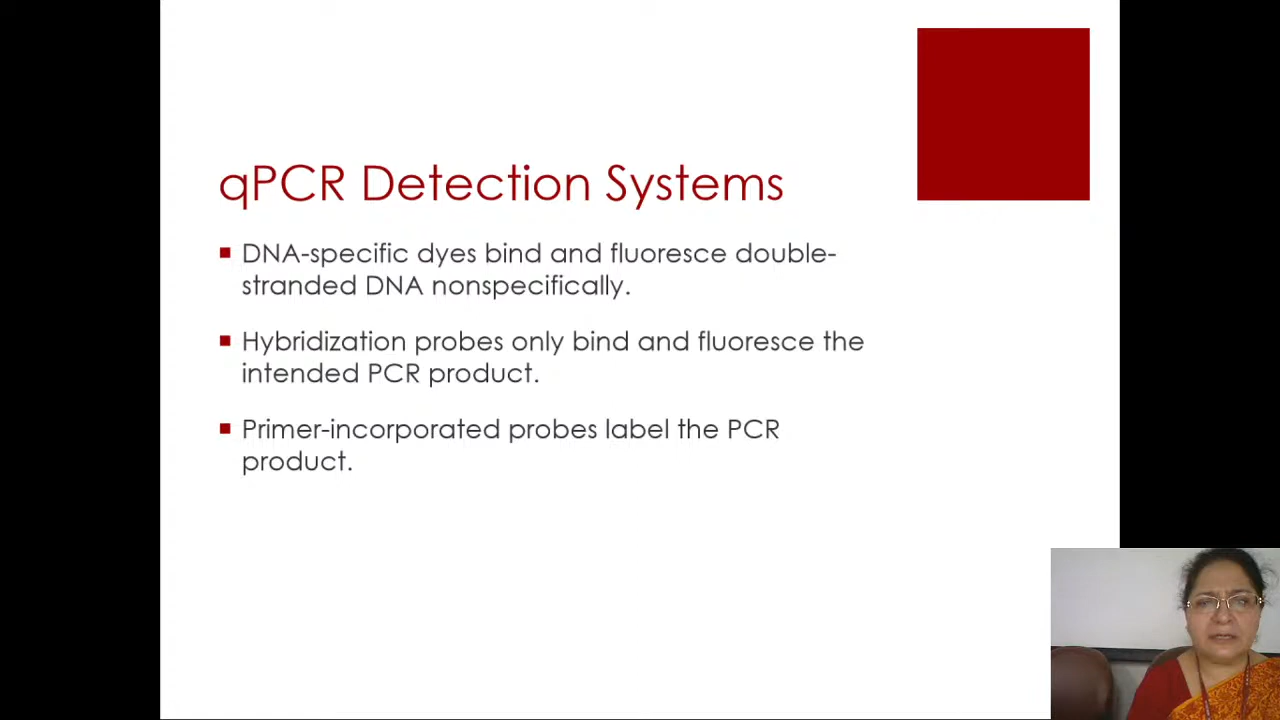 qPCR Detection Systems
DNA-specific dyes bind and fluoresce double-
stranded DNA nonspecifically.
Hybridization probes only bind and fluoresce the
intended PCR product.
Primer-incorporated probes label the PCR
product.